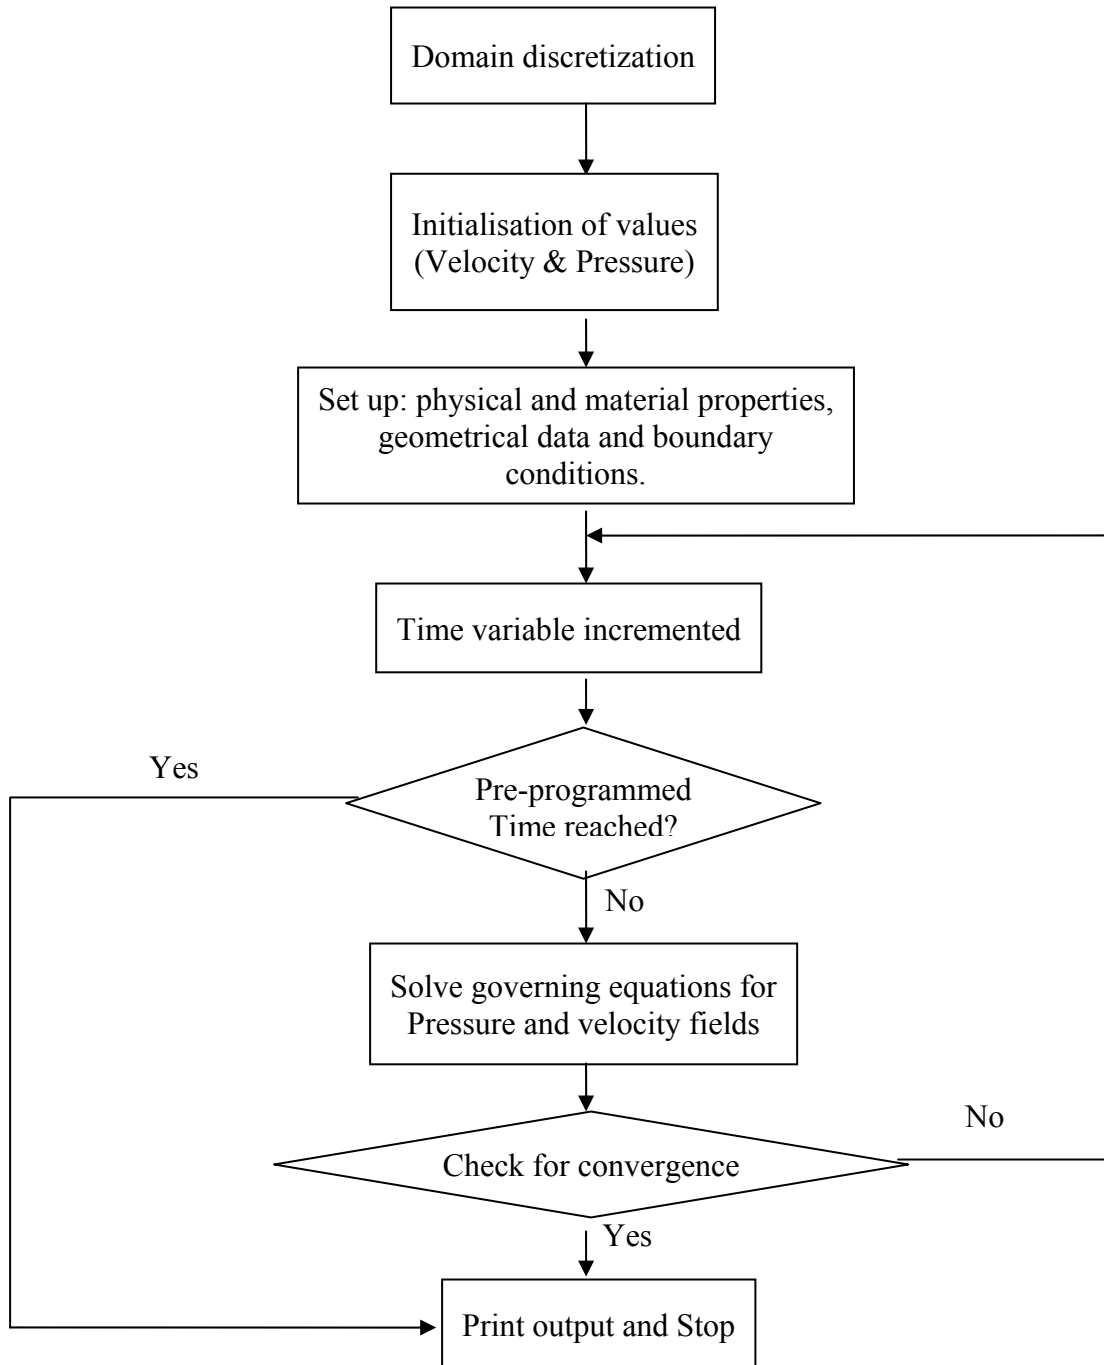 Domain discretization
Initialisation of values
(Velocity & Pressure)
Set up: physical and material properties,
geometrical data and boundary
conditions.
Time variable incremented
Yes
Pre-programmed
Time reached?
No
Solve governing equations for
Pressure and velocity fields
No
Check for convergence
Yes
Print output and Stop